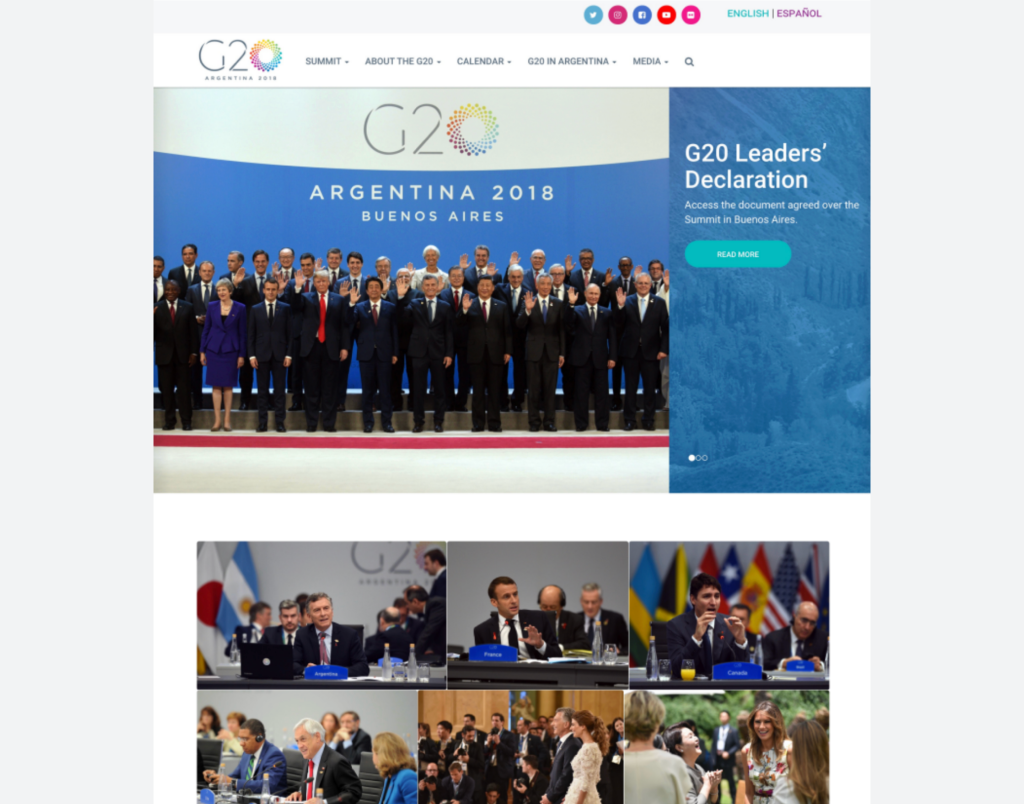 ENGLISH | ESPAÑOL
G20
ARGENTINA 2018
SUMMIT
ABOUT THE G20
CALENDAR
G20 IN ARGENTINA
MEDIA
G20
ARGENTINA 2018
BUENOS AIRES
G20 Leaders’
Declaration
Access the document agreed over the
Summit in Buenos Aires.
READ MORE
G20
ARGENTINA
Argentina
France
Canada